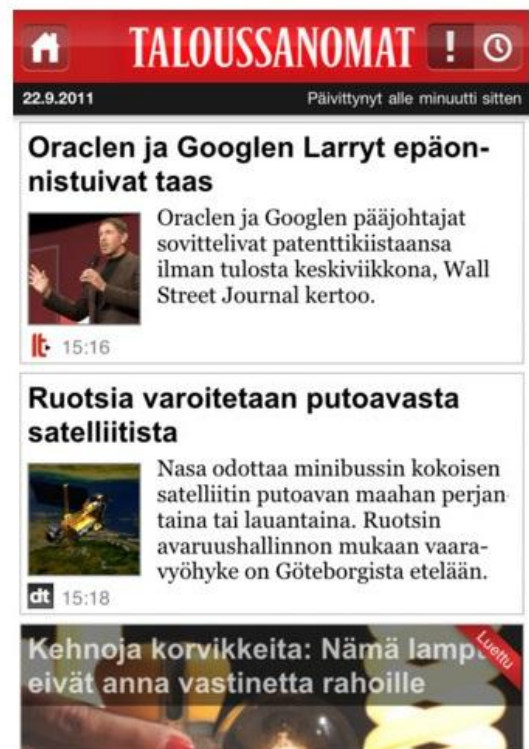 TALOUSSANOMAT !
22.9.2011 Päivittynyt alle minuutti sitten
Oraclen ja Googlen Larryt epäon-
nistuivat taas
Oraclen ja Googlen pääjohtajat
sovittelivat patenttikiistaansa
ilman tulosta keskiviikkona, Wall
Street Journal kertoo.
lt 15:16
Ruotsia varoitetaan putoavasta
satelliitista
Nasa odottaa minibussin kokoisen
satelliitin putoavan maahan perjan
taina tai lauantaina. Ruotsin
avaruushallinnon mukaan vaara-
vyöhyke on Göteborgista etelään.
dt 15:18
Luettu
Kehnoja korvikkeita: Nämä lamput
eivät anna vastinetta rahoille